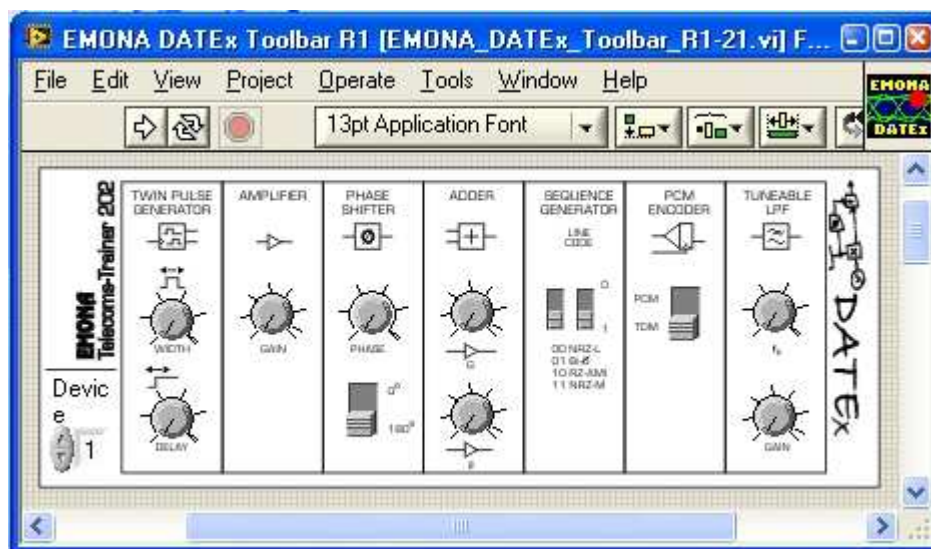 EMONA DATEx Toolbar R1 [EMONA_DATEx_Toolbar_R1-21.vi] F...
File Edit View Project Operate Tools Window Help
EMONA
DATEx
13pt Application Font
EMONA
Telecoms-Trainer 202
Devic
e
1
TWIN PULSE
GENERATOR
WIDTH
DELAY
AMPLIFIER
GAIN
PHASE
SHIFTER
PHASE
0°
180°
ADDER
G
g
SEQUENCE
GENERATOR
LINE
CODE
0
1
00 NRZ-L
01 Bi-Φ
10 RZ-AMI
11 NRZ-M
PCM
ENCODER
PCM
TDM
TUNEABLE
LPF
fc
GAIN
DATEx